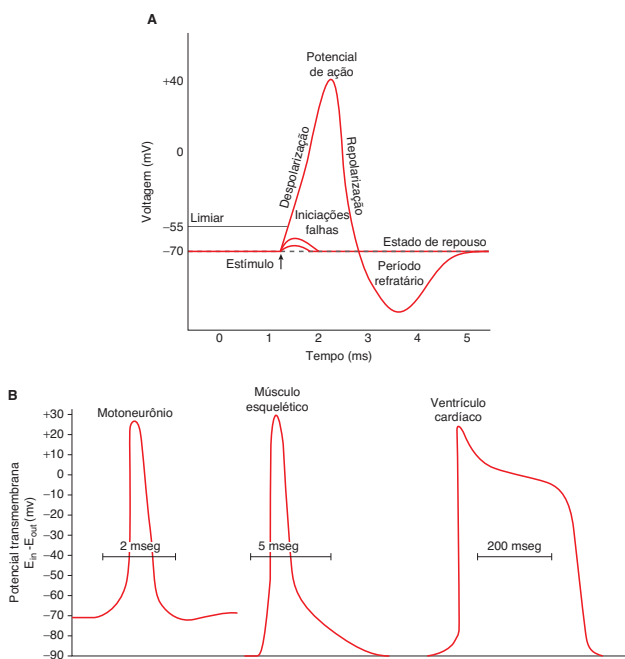 A
Potencial
de ação
+40
0
−55
−70
Voltagem (mV)
Despolarização
Repolarização
Limiar
Iniciações
falhas
Estado de repouso
Estímulo
Período
refratário
0 1 2 3 4 5
Tempo (ms)
B
Músculo
esquelético
Motoneurônio
Ventrículo
cardíaco
+30
+20
+10
0
−10
−20
−30
−40
−50
−60
−70
−80
−90
Potencial transmembrana
Ein -Eout (mv)
2 mseg
5 mseg
200 mseg